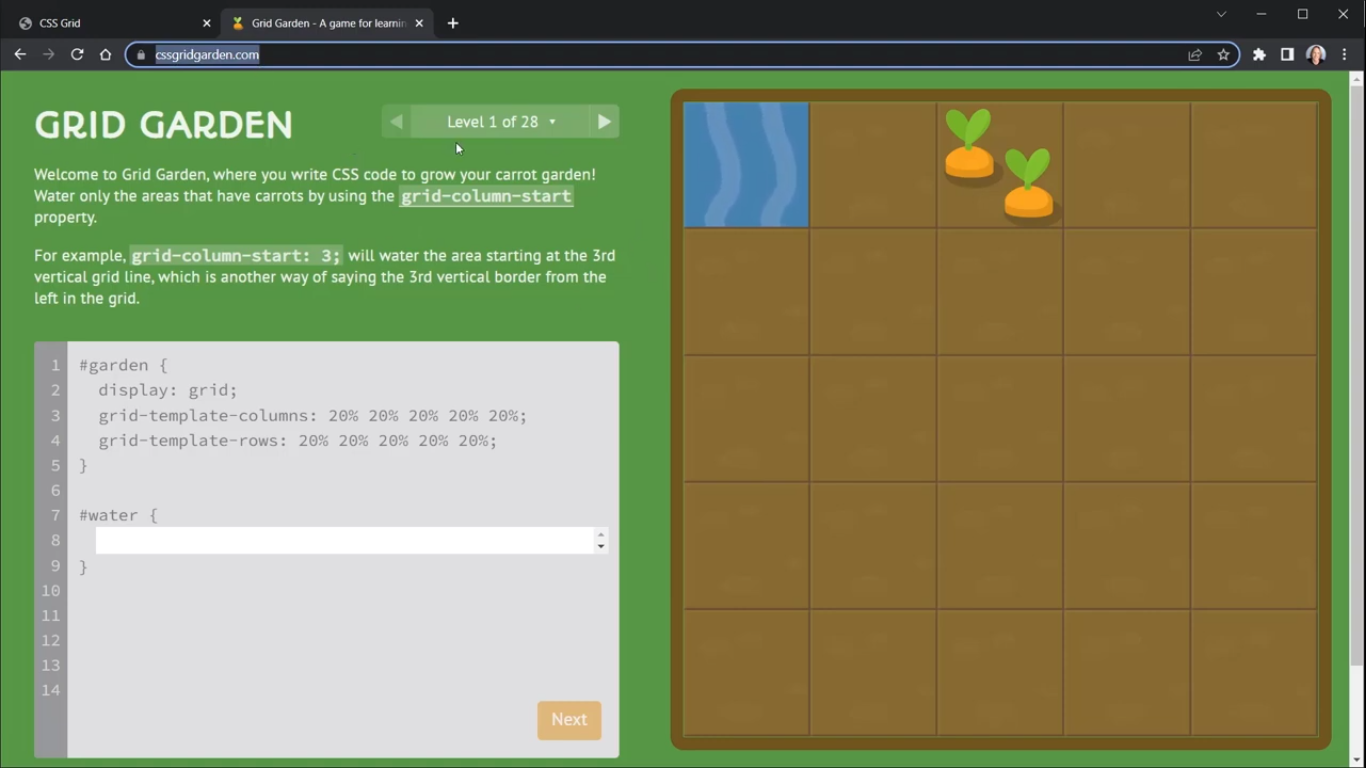 CSS Grid
Grid Garden - A game for learnin
cssgridgarden.com
GRID GARDEN
Level 1 of 28
Welcome to Grid Garden, where you write CSS code to grow your carrot garden!
Water only the areas that have carrots by using the grid-column-start
property.
For example, grid-column-start: 3; will water the area starting at the 3rd
vertical grid line, which is another way of saying the 3rd vertical border from the
left in the grid.
1 #garden {
2 display: grid;
3 grid-template-columns: 20% 20% 20% 20% 20%;
4 grid-template-rows: 20% 20% 20% 20% 20%;
5 }
6
7 #water {
8
9 }
10
11
12
13
14
Next